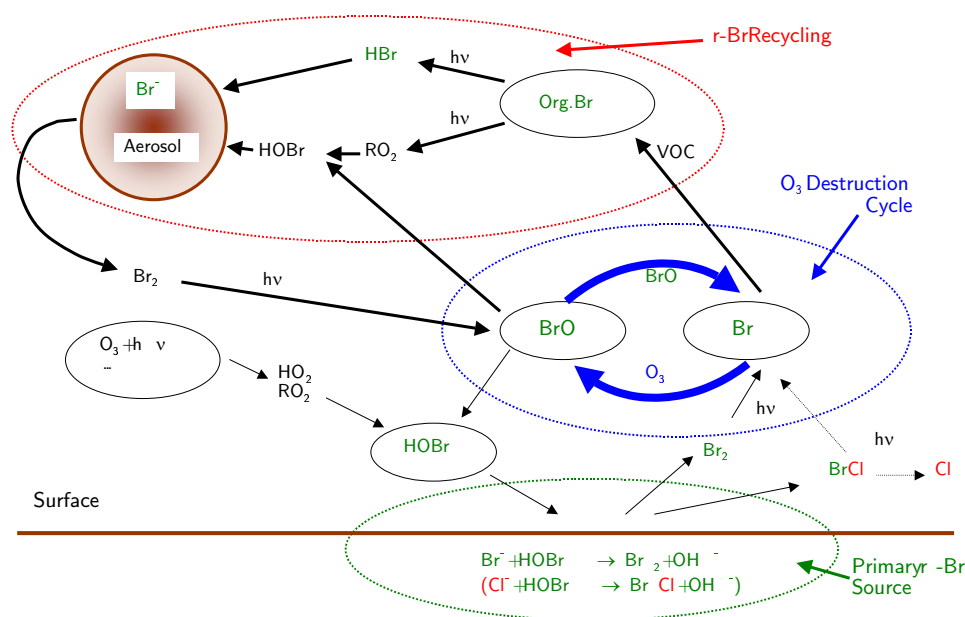 r-BrRecycling
HBr
hν
Br⁻
Org.Br
hν
Aerosol
HOBr
RO₂
VOC
O₃ Destruction
Cycle
Br₂
hν
BrO
BrO
Br
O₃ +h ν
...
O₃
HO₂
RO₂
hν
HOBr
Br₂
hν
BrCl
Cl
Surface
Br⁻+HOBr → Br ₂+OH ⁻
(Cl⁻+HOBr → Br Cl+OH ⁻)
Primaryr -Br
Source